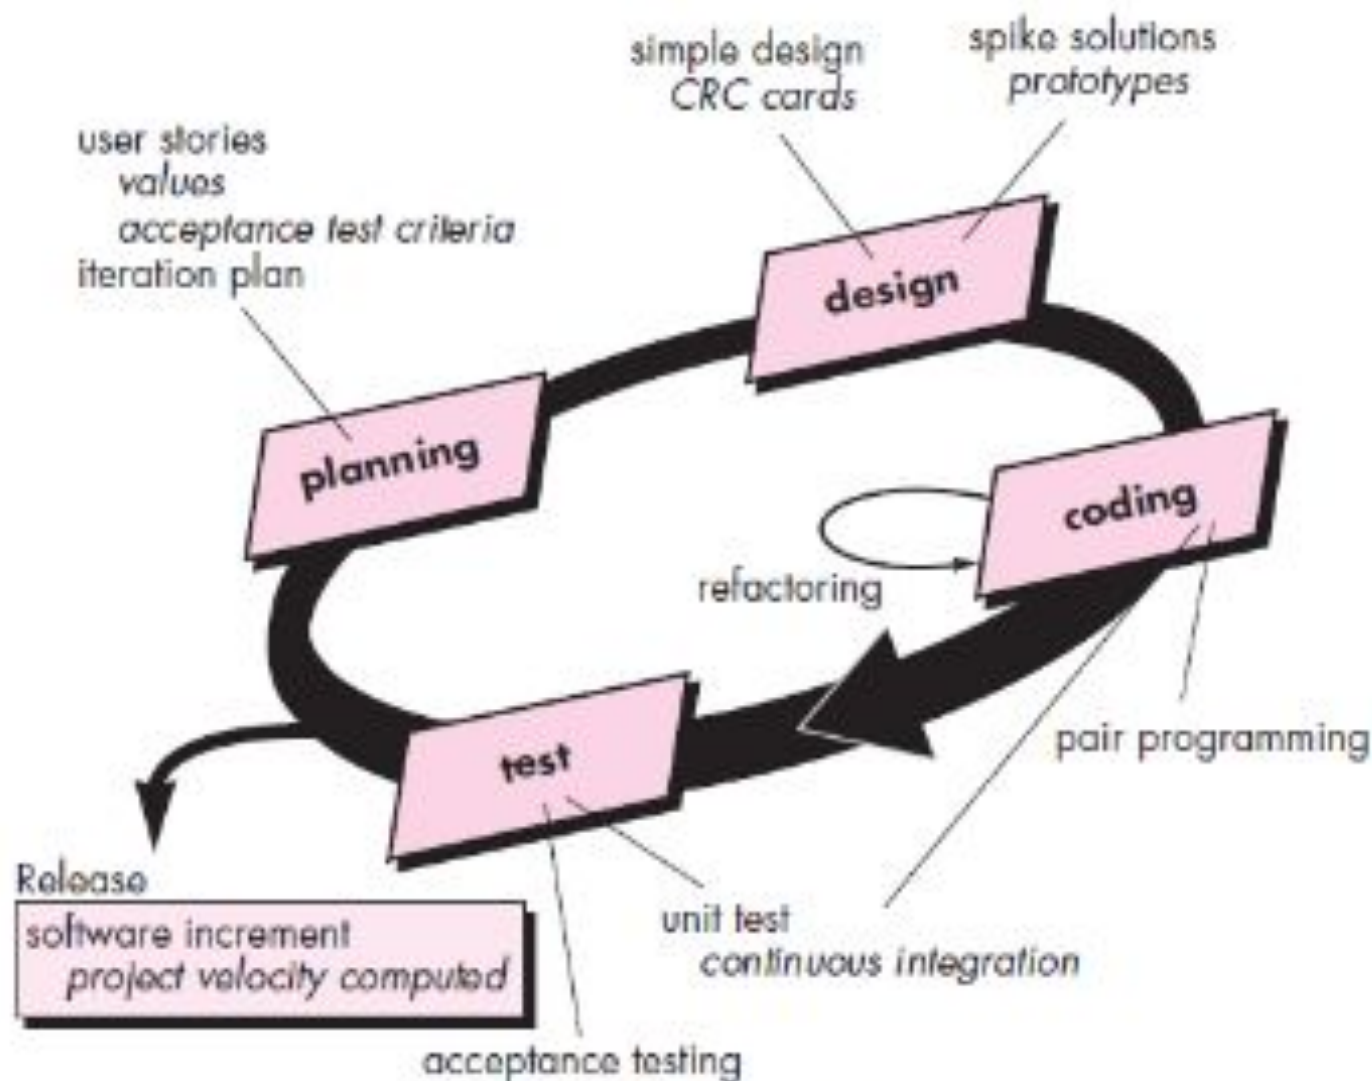 simple design
CRC cards
spike solutions
prototypes
user stories
values
acceptance test criteria
iteration plan
design
planning
coding
refactoring
test
pair programming
Release
software increment
project velocity computed
unit test
continuous integration
acceptance testing